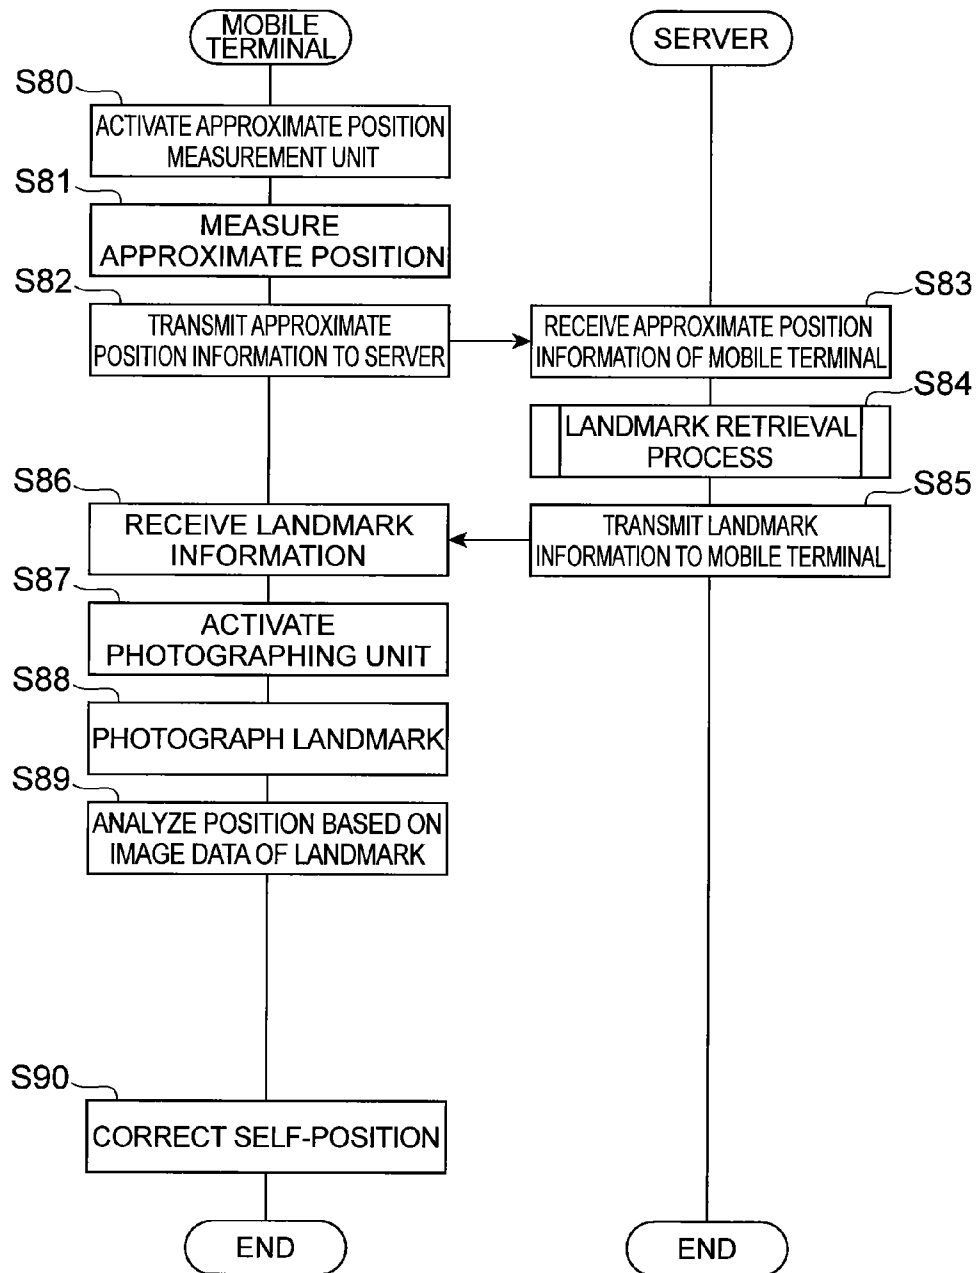 MOBILE
TERMINAL
SERVER
S80
ACTIVATE APPROXIMATE POSITION
MEASUREMENT UNIT
S81
MEASURE
APPROXIMATE POSITION
S82
TRANSMIT APPROXIMATE
POSITION INFORMATION TO SERVER
S83
RECEIVE APPROXIMATE POSITION
INFORMATION OF MOBILE TERMINAL
S84
LANDMARK RETRIEVAL
PROCESS
S85
TRANSMIT LANDMARK
INFORMATION TO MOBILE TERMINAL
S86
RECEIVE LANDMARK
INFORMATION
S87
ACTIVATE
PHOTOGRAPHING UNIT
S88
PHOTOGRAPH LANDMARK
S89
ANALYZE POSITION BASED ON
IMAGE DATA OF LANDMARK
S90
CORRECT SELF-POSITION
END
END